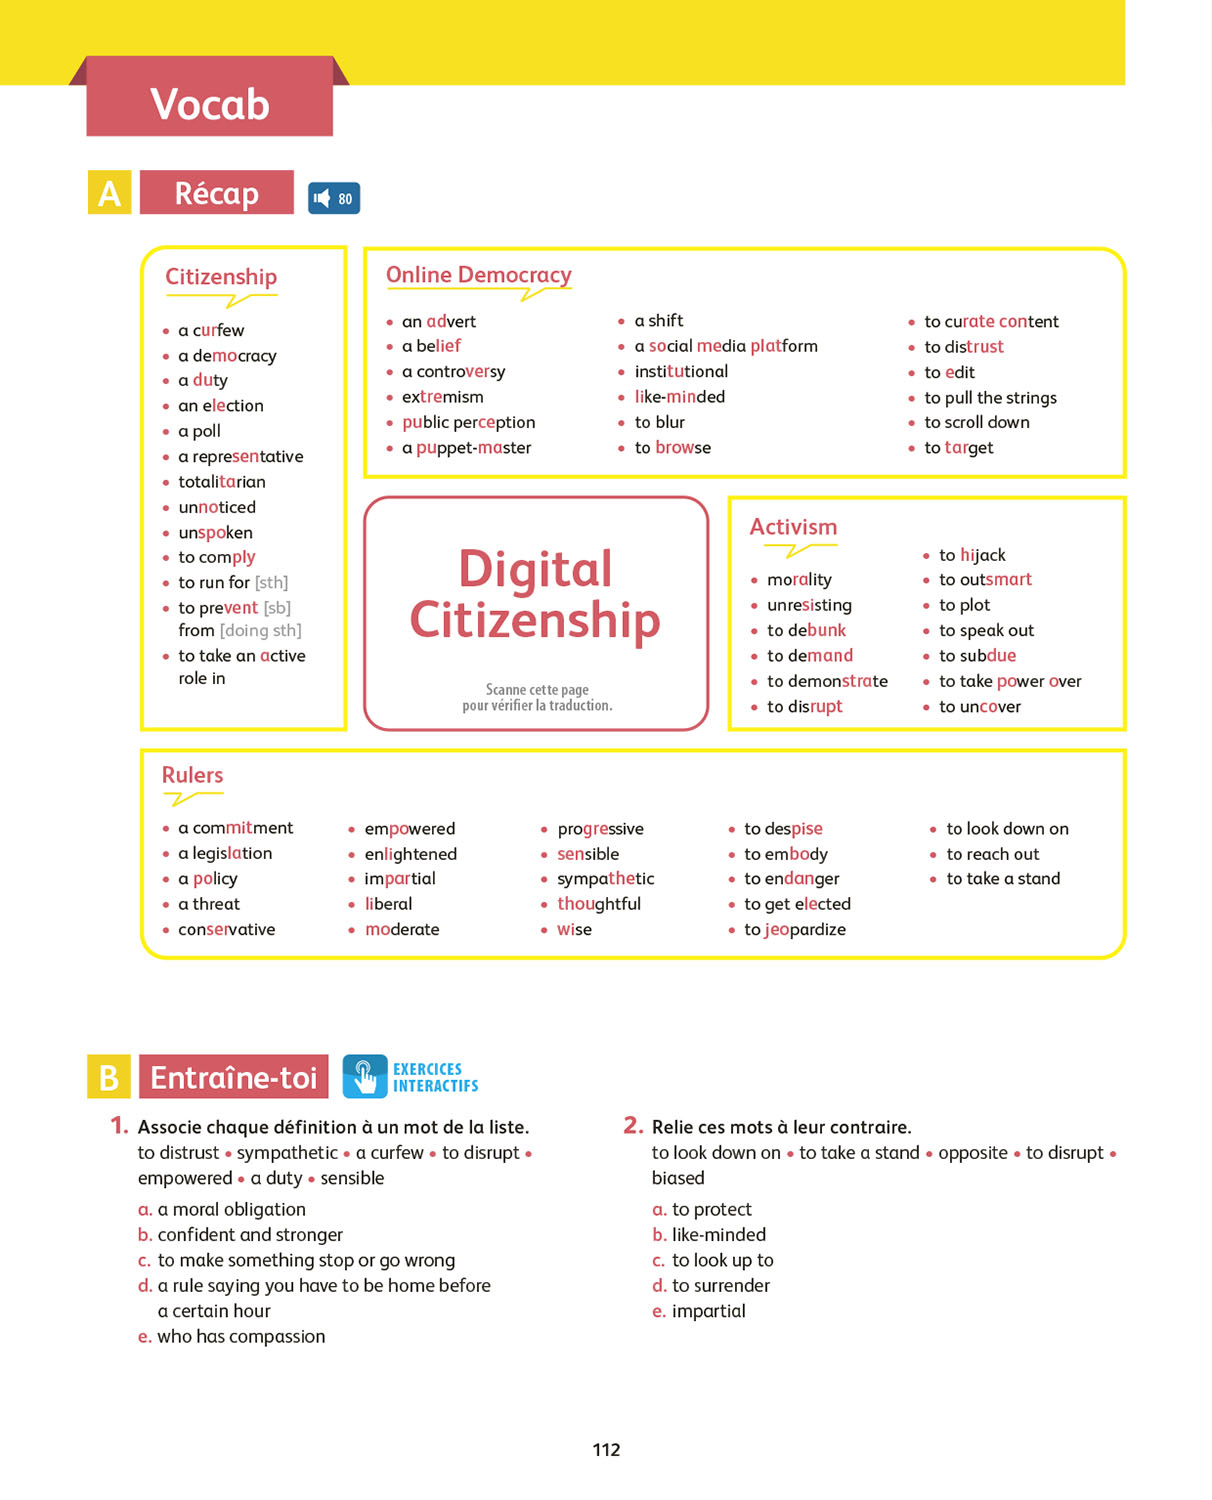 Vocab
A Récap 80
Citizenship
• a curfew
• a democracy
• a duty
• an election
• a poll
• a representative
• totalitarian
• unnoticed
• unspoken
• to comply
• to run for [sth]
• to prevent [sb]
from [doing sth]
• to take an active
role in
Online Democracy
• an advert
• a belief
• a controversy
• extremism
• public perception
• a puppet-master
• a shift
• a social media platform
• institutional
• like-minded
• to blur
• to browse
• to curate content
• to distrust
• to edit
• to pull the strings
• to scroll down
• to target
Digital
Citizenship
Scanne cette page
pour vérifier la traduction.
Activism
• morality
• unresisting
• to debunk
• to demand
• to demonstrate
• to disrupt
• to hijack
• to outsmart
• to plot
• to speak out
• to subdue
• to take power over
• to uncover
Rulers
• a commitment
• a legislation
• a policy
• a threat
• conservative
• empowered
• enlightened
• impartial
• liberal
• moderate
• progressive
• sensible
• sympathetic
• thoughtful
• wise
• to despise
• to embody
• to endanger
• to get elected
• to jeopardize
• to look down on
• to reach out
• to take a stand
B Entraîne-toi EXERCICES
INTERACTIFS
1. Associe chaque définition à un mot de la liste.
to distrust • sympathetic • a curfew • to disrupt •
empowered • a duty • sensible
a. a moral obligation
b. confident and stronger
c. to make something stop or go wrong
d. a rule saying you have to be home before
a certain hour
e. who has compassion
2. Relie ces mots à leur contraire.
to look down on • to take a stand • opposite • to disrupt •
biased
a. to protect
b. like-minded
c. to look up to
d. to surrender
e. impartial
112